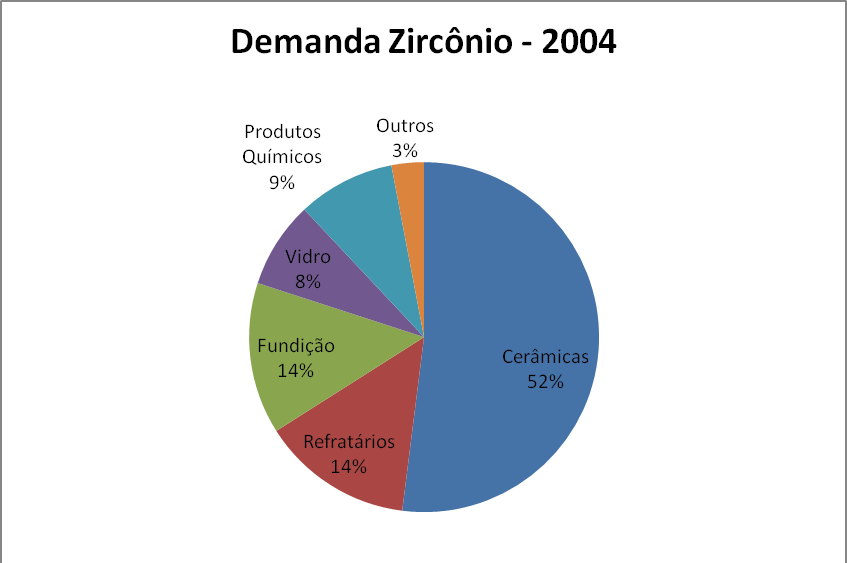 Demanda Zircônio - 2004
Outros
3%
Produtos
Químicos
9%
Vidro
8%
Fundição
14%
Cerâmicas
52%
Refratários
14%